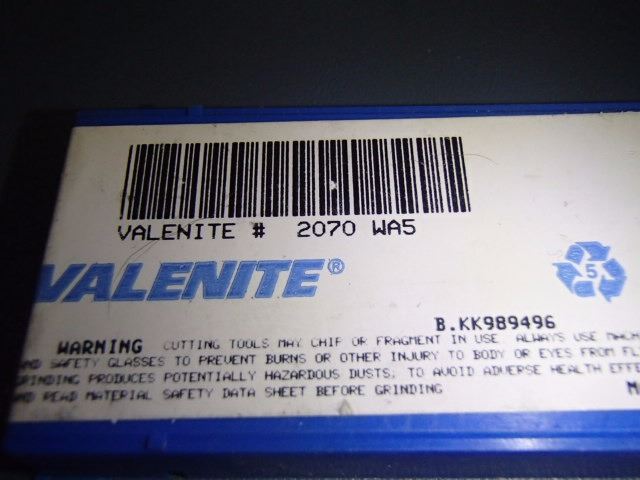 VALENITE # 2070 WA5
VALENITE®
5
B.KK989496
WARNING CUTTING TOOLS MAY CHIP OR FRAGMENT IN USE. ALWAYS USE
AND SAFETY GLASSES TO PREVENT BURNS OR OTHER INJURY TO BODY OR EYES FROM
GRINDING PRODUCES POTENTIALLY HAZARDOUS DUSTS; TO AVOID ADVERSE HEALTH
AND READ MATERIAL SAFETY DATA SHEET BEFORE GRINDING